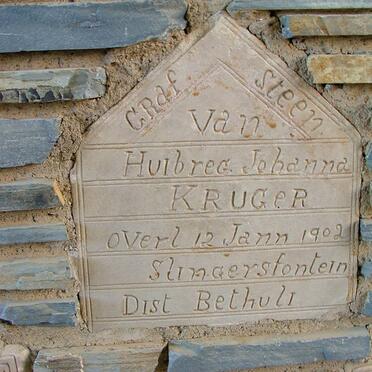 Graf Steen
Van
Huibreg Johanna
KRUGER
Overl 12 Jann 1902
Slingersfontein
Dist Bethuli